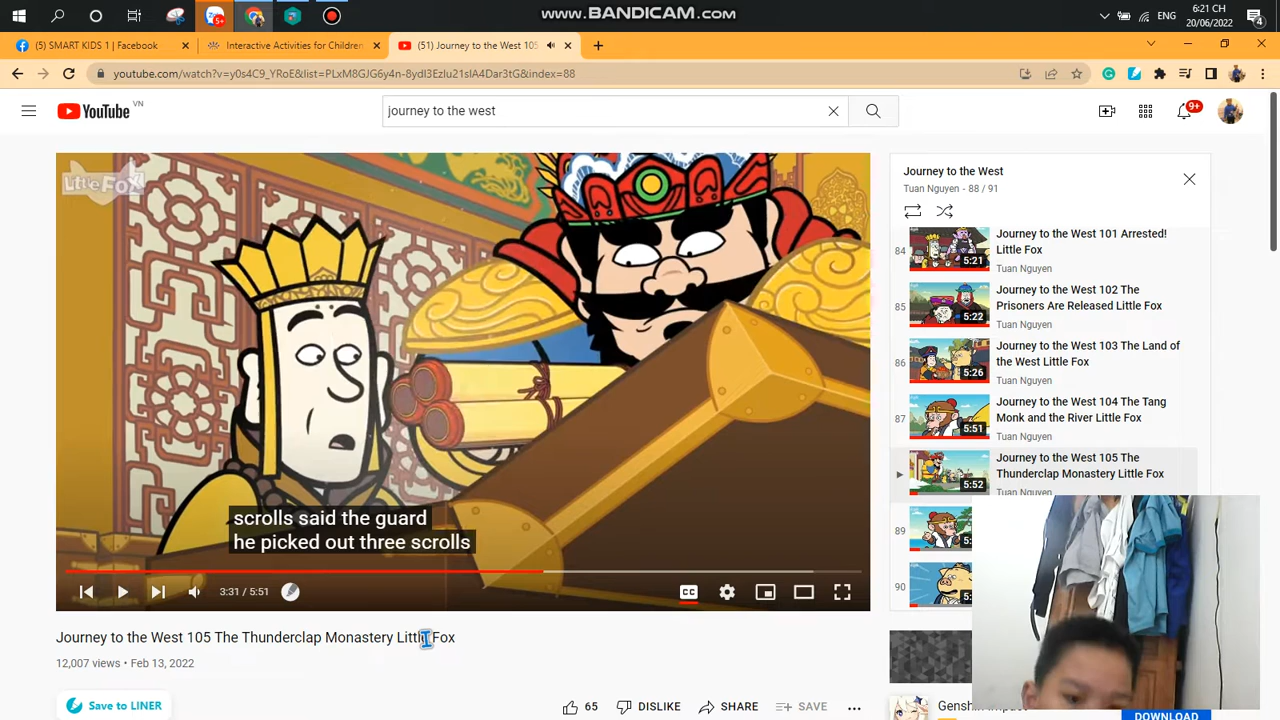 WWW.BANDICAM.COM
5+
ENG
6:21 CH
20/06/2022
4
(5) SMART KIDS 1 | Facebook
Interactive Activities for Children
(51) Journey to the West 105
youtube.com/watch?v=y0s4C9_YRoE&list=PLxM8GJG6y4n-8ydI3EzIu21sIA4Dar3tG&index=88
YouTube VN
journey to the west
9+
Little Fox
scrolls said the guard
he picked out three scrolls
3:31 / 5:51
CC
Journey to the West 105 The Thunderclap Monastery Little Fox
12,007 views • Feb 13, 2022
Save to LINER
65
DISLIKE
SHARE
SAVE
Journey to the West
Tuan Nguyen - 88 / 91
84
5:21
Journey to the West 101 Arrested!
Little Fox
Tuan Nguyen
85
5:22
Journey to the West 102 The
Prisoners Are Released Little Fox
Tuan Nguyen
86
5:26
Journey to the West 103 The Land of
the West Little Fox
Tuan Nguyen
87
5:51
Journey to the West 104 The Tang
Monk and the River Little Fox
Tuan Nguyen
5:52
Journey to the West 105 The
Thunderclap Monastery Little Fox
Tuan Nguyen
89
90
Genshin Impact
DOWNLOAD